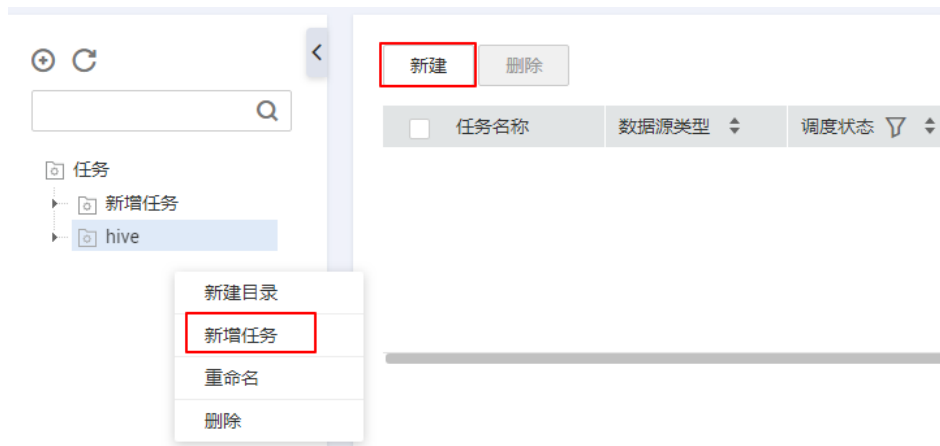 新建 删除
任务名称 数据源类型 调度状态
任务
新增任务
hive
新建目录
新增任务
重命名
删除